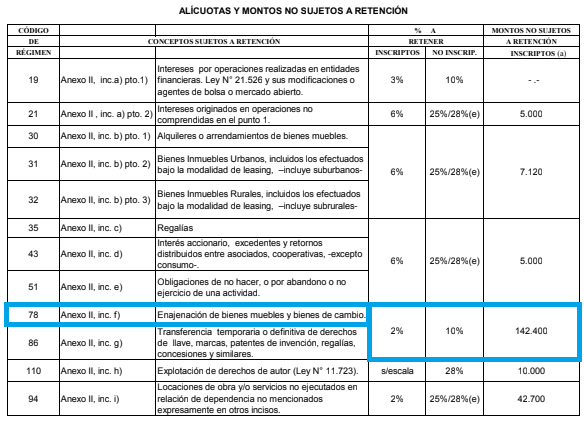 ALÍCUOTAS Y MONTOS NO SUJETOS A RETENCIÓN
CÓDIGO % A MONTOS NO SUJETOS
DE CONCEPTOS SUJETOS A RETENCIÓN RETENER A RETENCIÓN
RÉGIMEN INSCRIPTOS NO INSCRIP. INSCRIPTOS (a)
19 Anexo II, inc.a) pto.1) Intereses por operaciones realizadas en entidades
financieras. Ley N° 21.526 y sus modificaciones o 3% 10% - .-
agentes de bolsa o mercado abierto.
21 Anexo II , inc. a) pto. 2) Intereses originados en operaciones no
comprendidas en el punto 1. 6% 25%/28%(e) 5.000
30 Anexo II, inc. b) pto. 1) Alquileres o arrendamientos de bienes muebles.
31 Anexo II, inc. b) pto. 2) Bienes Inmuebles Urbanos, incluidos los efectuados
bajo la modalidad de leasing, –incluye suburbanos- 6% 25%/28%(e) 7.120
32 Anexo II, inc. b) pto. 3) Bienes Inmuebles Rurales, incluidos los efectuados
bajo la modalidad de leasing, –incluye subrurales-
35 Anexo II, inc. c) Regalías
43 Anexo II, inc. d) Interés accionario, excedentes y retornos
distribuidos entre asociados, cooperativas, -excepto
consumo-. 6% 25%/28%(e) 5.000
51 Anexo II, inc. e) Obligaciones de no hacer, o por abandono o no
ejercicio de una actividad.
78 Anexo II, inc. f) Enajenación de bienes muebles y bienes de cambio.
2% 10% 142.400
86 Anexo II, inc. g) Transferencia temporaria o definitiva de derechos
de llave, marcas, patentes de invención, regalías,
concesiones y similares.
110 Anexo II, inc. h) Explotación de derechos de autor (Ley N° 11.723). s/escala 28% 10.000
94 Anexo II, inc. i) Locaciones de obra y/o servicios no ejecutados en
relación de dependencia no mencionados 2% 25%/28%(e) 42.700
expresamente en otros incisos.